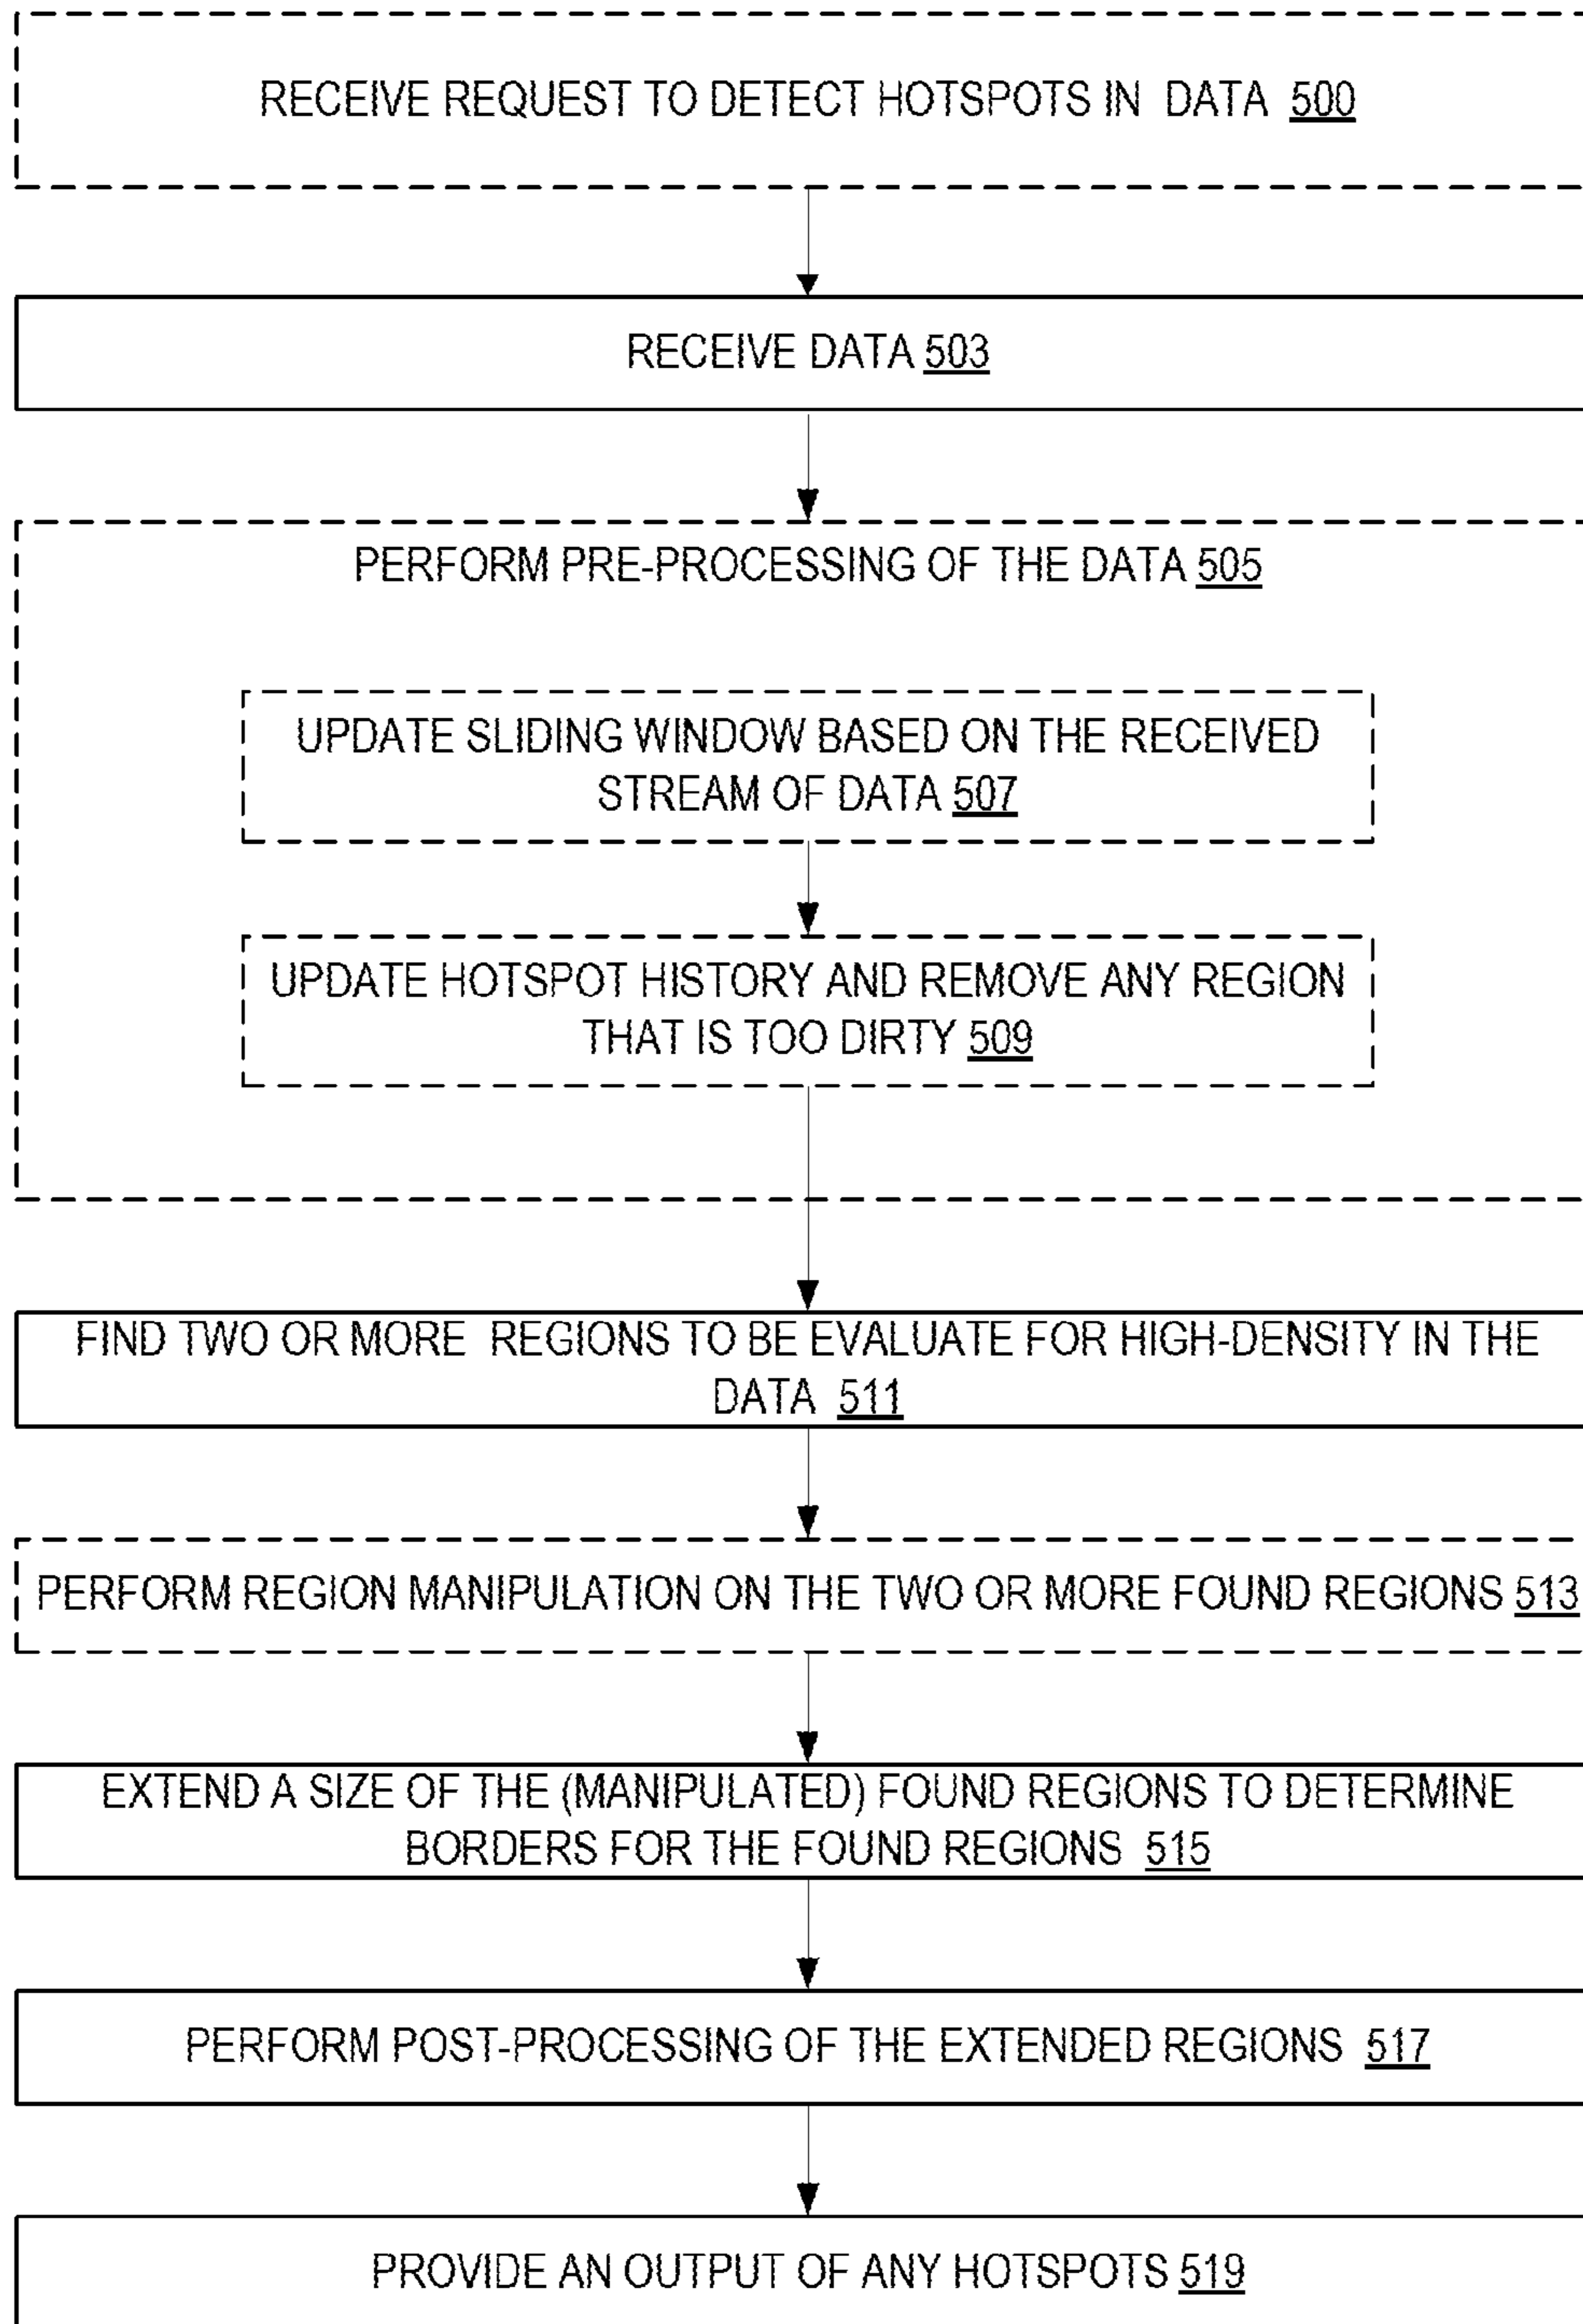 RECEIVE REQUEST TO DETECT HOTSPOTS IN DATA 500
RECEIVE DATA 503
PERFORM PRE-PROCESSING OF THE DATA 505
UPDATE SLIDING WINDOW BASED ON THE RECEIVED
STREAM OF DATA 507
UPDATE HOTSPOT HISTORY AND REMOVE ANY REGION
THAT IS TOO DIRTY 509
FIND TWO OR MORE REGIONS TO BE EVALUATE FOR HIGH-DENSITY IN THE
DATA 511
PERFORM REGION MANIPULATION ON THE TWO OR MORE FOUND REGIONS 513
EXTEND A SIZE OF THE (MANIPULATED) FOUND REGIONS TO DETERMINE
BORDERS FOR THE FOUND REGIONS 515
PERFORM POST-PROCESSING OF THE EXTENDED REGIONS 517
PROVIDE AN OUTPUT OF ANY HOTSPOTS 519